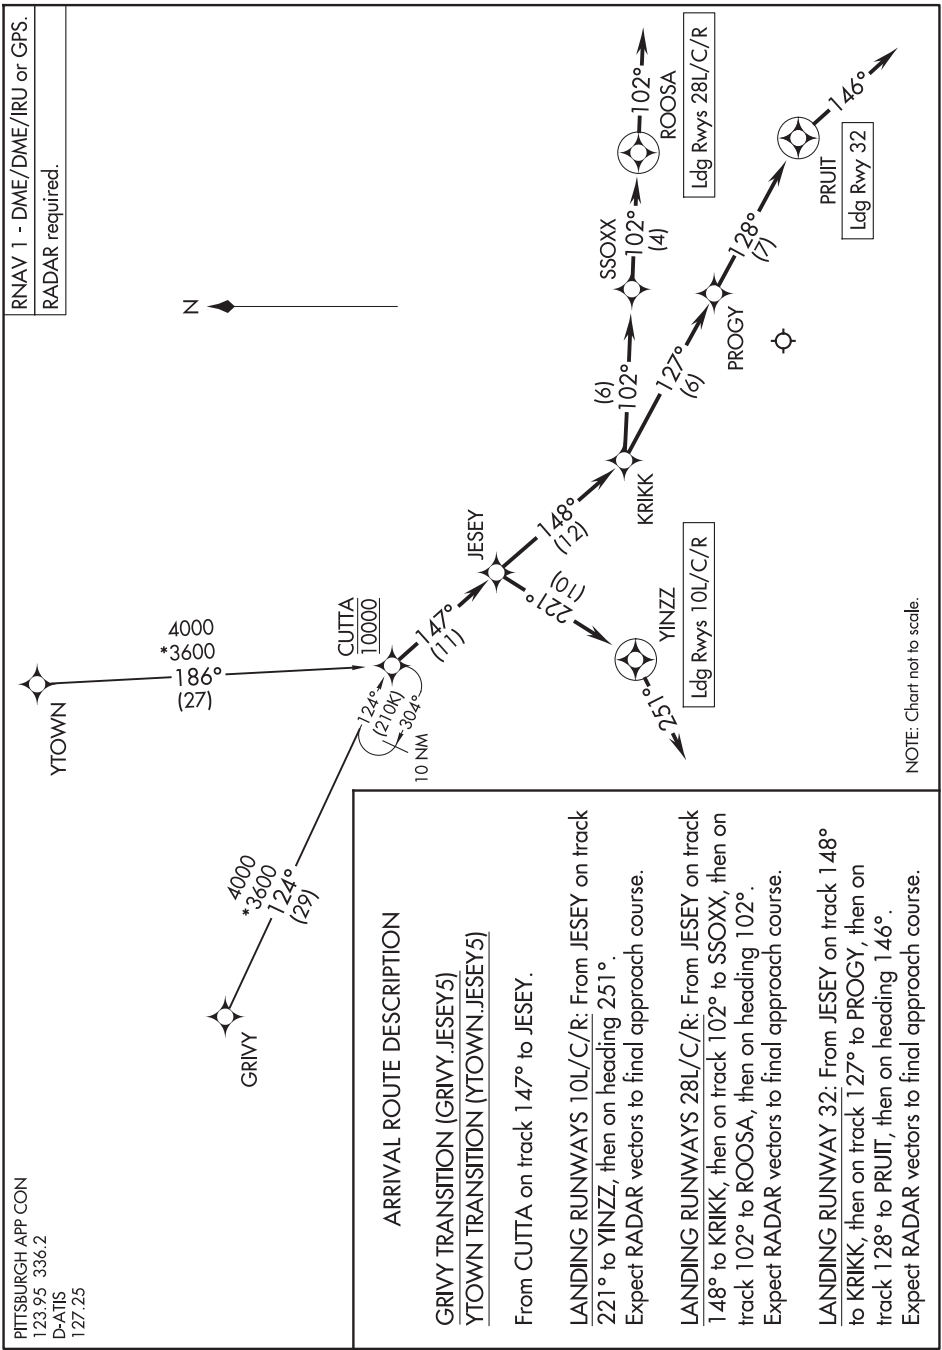 PITTSBURGH APP CON
123.95 336.2
D-ATIS
127.25
RNAV 1 - DME/DME/IRU or GPS.
RADAR required.
N
YTOWN
4000
*3600
186°
(27)
GRIVY
4000
*3600
124°
(29)
CUTTA
10000
124°
(210K)
304°
10 NM
147°
(11)
JESEY
148°
(12)
221°
(10)
YINZZ
251°
Ldg Rwys 10L/C/R
KRIKK
(6)
102°
SSOXX
102°
(4)
ROOSA
102°
Ldg Rwys 28L/C/R
127°
(6)
PROGY
128°
(7)
PRUIT
146°
Ldg Rwy 32
NOTE: Chart not to scale.
ARRIVAL ROUTE DESCRIPTION
GRIVY TRANSITION (GRIVY.JESEY5)
YTOWN TRANSITION (YTOWN.JESEY5)
From CUTTA on track 147° to JESEY.
LANDING RUNWAYS 10L/C/R: From JESEY on track
221° to YINZZ, then on heading 251°.
Expect RADAR vectors to final approach course.
LANDING RUNWAYS 28L/C/R: From JESEY on track
148° to KRIKK, then on track 102° to SSOXX, then on
track 102° to ROOSA, then on heading 102°.
Expect RADAR vectors to final approach course.
LANDING RUNWAY 32: From JESEY on track 148°
to KRIKK, then on track 127° to PROGY, then on
track 128° to PRUIT, then on heading 146°.
Expect RADAR vectors to final approach course.